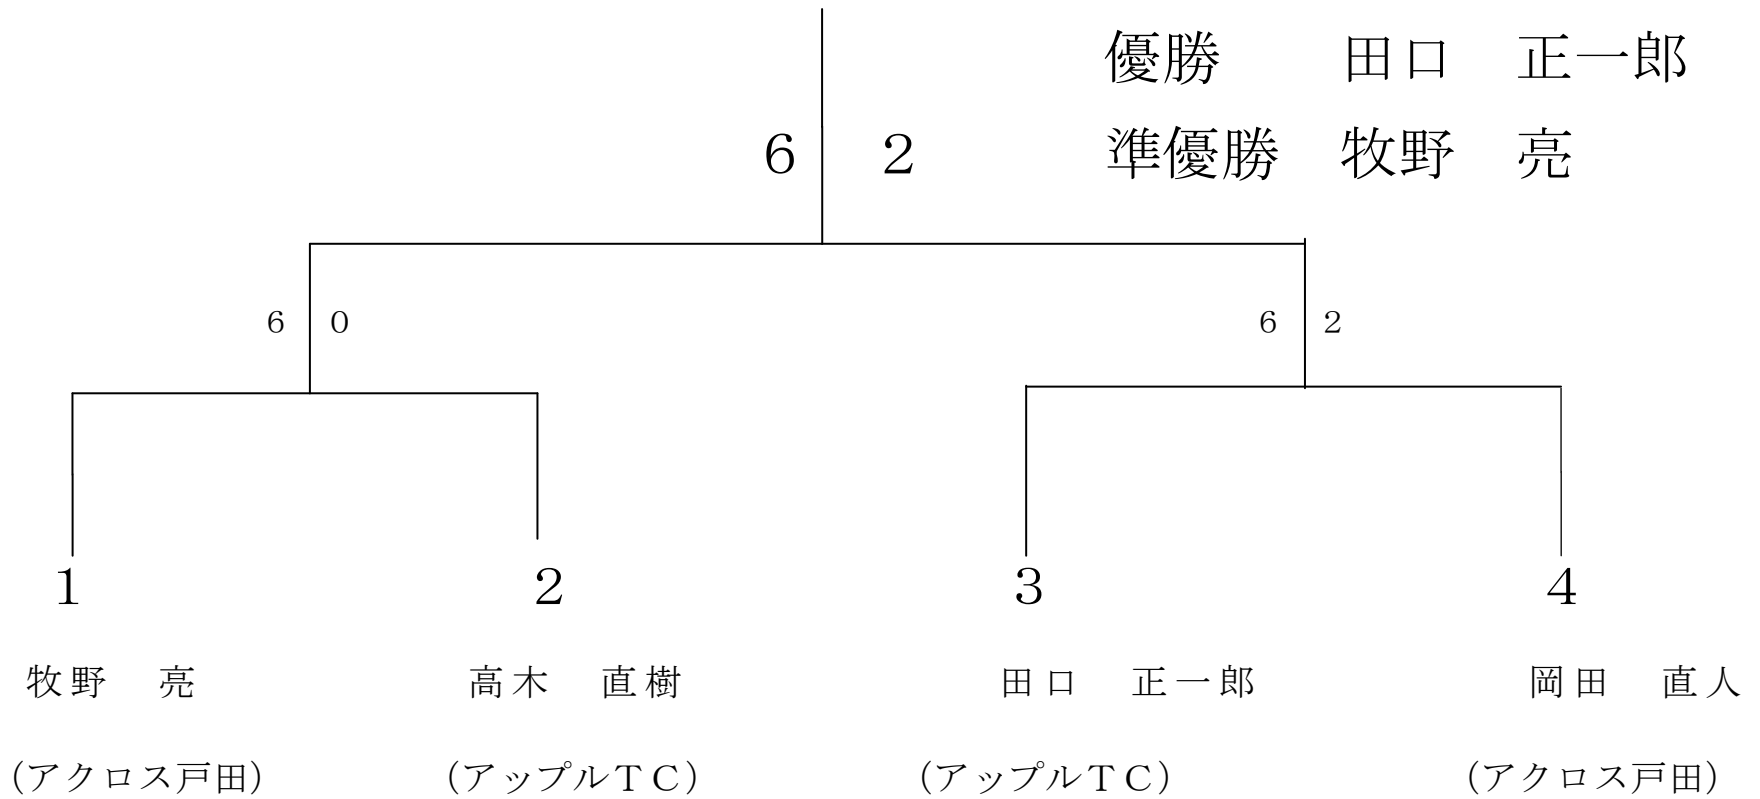 優勝　　田口　正一郎
６　２　　準優勝　牧野　亮
６　０　　６　２
１　２　３　４
牧野　亮　　高木　直樹　　田口　正一郎　　岡田　直人
（アクロス戸田）　（アップルＴＣ）　（アップルＴＣ）　（アクロス戸田）